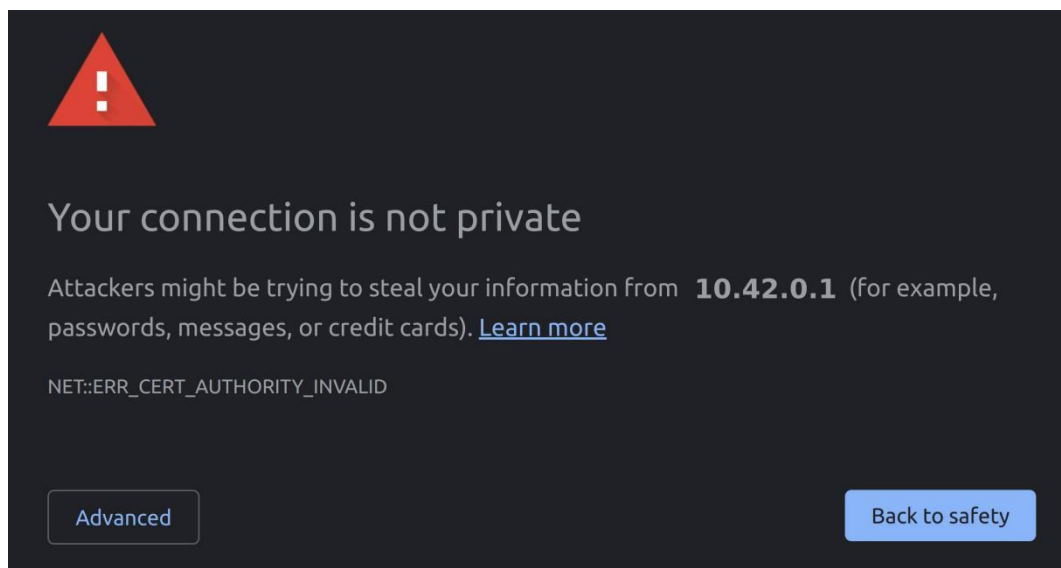 Your connection is not private
Attackers might be trying to steal your information from 10.42.0.1 (for example,
passwords, messages, or credit cards). Learn more
NET::ERR_CERT_AUTHORITY_INVALID
Advanced
Back to safety